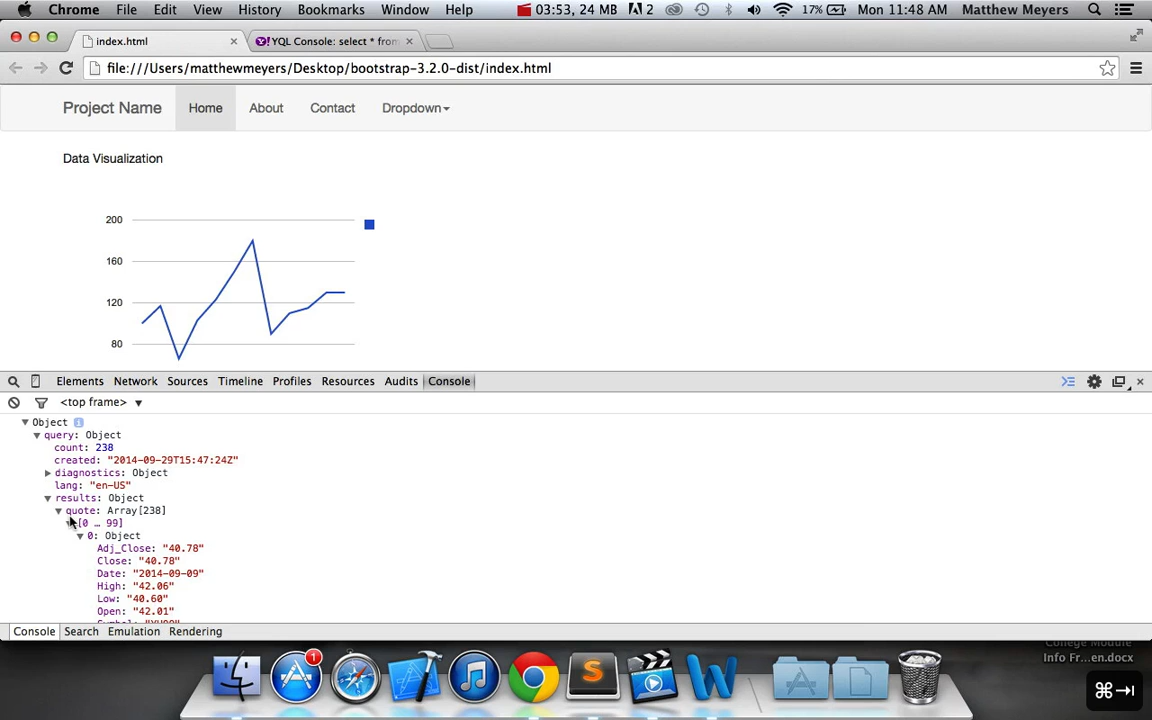 Chrome File Edit View History Bookmarks Window Help 03:53, 24 MB 2 17% Mon 11:48 AM Matthew Meyers
index.html YQL Console: select * from
file:///Users/matthewmeyers/Desktop/bootstrap-3.2.0-dist/index.html
Project Name Home About Contact Dropdown
Data Visualization
200
160
120
80
Elements Network Sources Timeline Profiles Resources Audits Console
<top frame>
Object
query: Object
count: 238
created: "2014-09-29T15:47:24Z"
diagnostics: Object
lang: "en-US"
results: Object
quote: Array[238]
[0 … 99]
0: Object
Adj_Close: "40.78"
Close: "40.78"
Date: "2014-09-09"
High: "42.06"
Low: "40.60"
Open: "42.01"
Console Search Emulation Rendering
1
Info Fr...en.docx